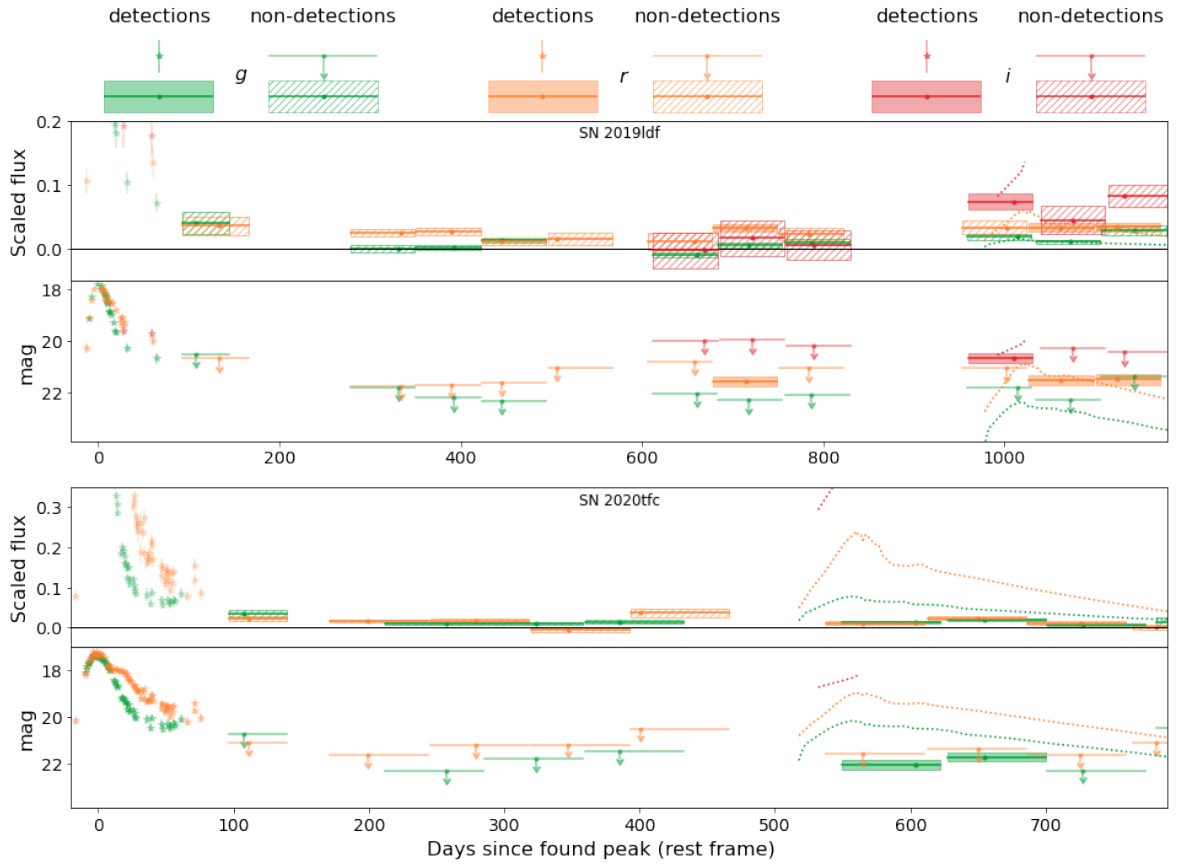 detections non-detections detections non-detections detections non-detections
g r i
SN 2019ldf
Scaled flux
0.2
0.1
0.0
mag
18
20
22
0 200 400 600 800 1000
SN 2020tfc
Scaled flux
0.3
0.2
0.1
0.0
mag
18
20
22
0 100 200 300 400 500 600 700
Days since found peak (rest frame)